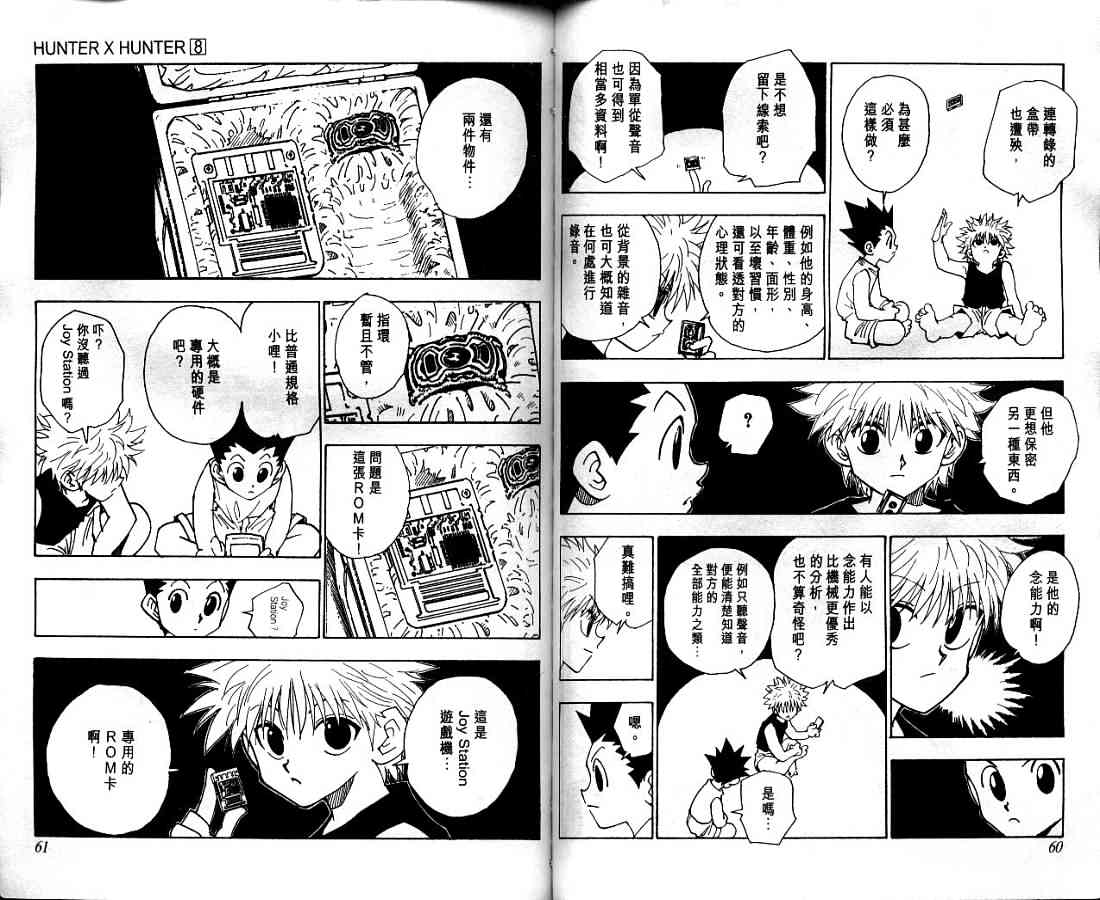 HUNTER X HUNTER 8
連轉錄的
盒帶
也遭殃，
為甚麼
必須
這樣做？
是不想
留下線索吧？
因為單從聲音
也可得到
相當多資料啊！
例如他的身高、
體重、性別、
年齡、面形，
以至壞習慣，
還可看透對方的
心理狀態。
從背景的雜音，
也可大概知道
在何處進行
錄音。
但他
更想保密
另一種東西。
？
是他的
念能力啊！
有人能以
念能力作出
比機械更優秀
的分析，
也不算奇怪吧？
例如只聽聲音，
便能清楚知道
對方的
全部能力之類…
是嗎…
真難搞哩。
嗯。
60
還有
兩件物件…
指環
暫且不管，
問題是
這張ROM卡！
比普通規格
小哩！
大概是
專用的硬件
吧？
吓？
你沒聽過
Joy Station 嗎？
Joy
Station？
這是
Joy Station
遊戲機…
專用的
ROM卡
啊！
61